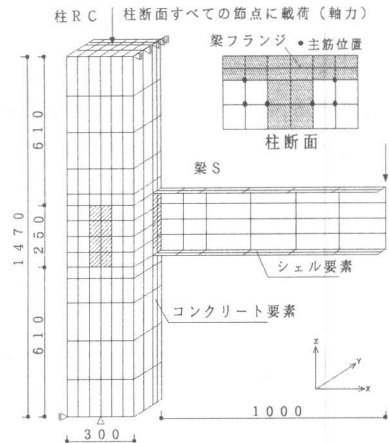 柱RC
柱断面すべての節点に載荷(軸力)
梁フランジ
•主筋位置
柱断面
梁S
610
1470
250
610
シェル要素
コンクリート要素
Z
Y
X
300
1000